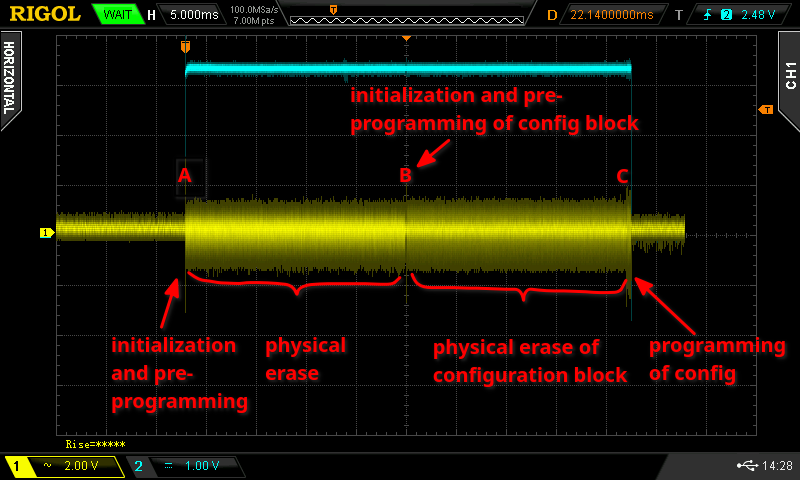 RIGOL WAIT H 5.000ms 100.0MSa/s 7.00M pts D 22.1400000ms T 2 2.48 V
HORIZONTAL
CH1
T
T
initialization and pre-
programming of config block
A
B
C
1
initialization
and pre-
programming
physical
erase
physical erase of
configuration block
programming
of config
Rise=*****
1 ~ 2.00 V 2 1.00 V 14:28